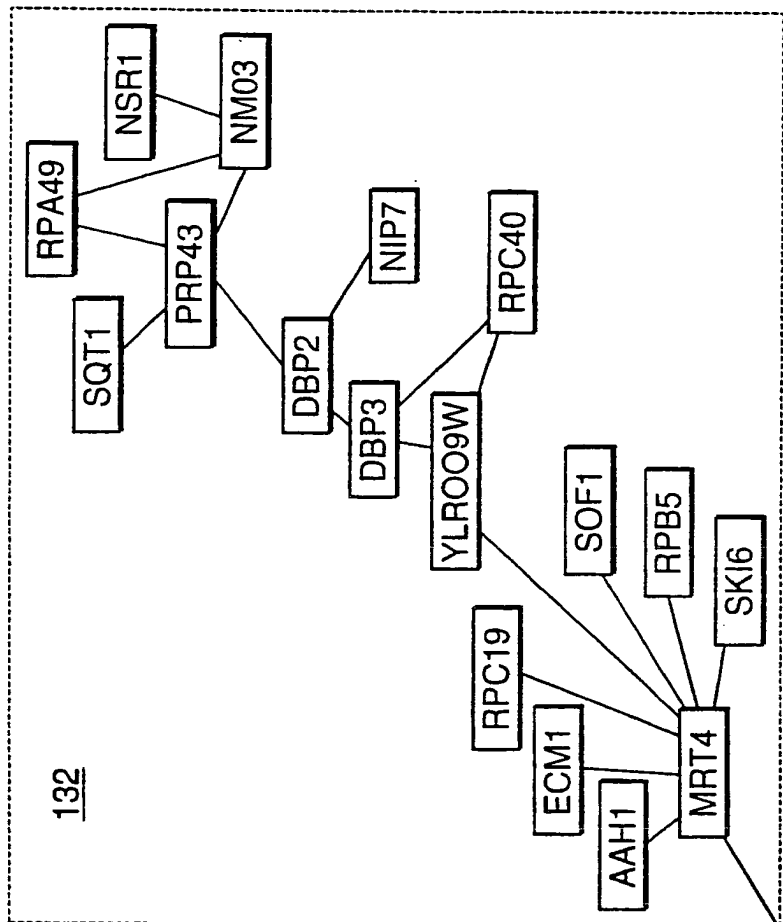 132
AAH1
ECM1
RPC19
MRT4
SKI6
RPB5
SOF1
YLROO9W
DBP3
DBP2
RPC40
NIP7
SQT1
PRP43
RPA49
NM03
NSR1